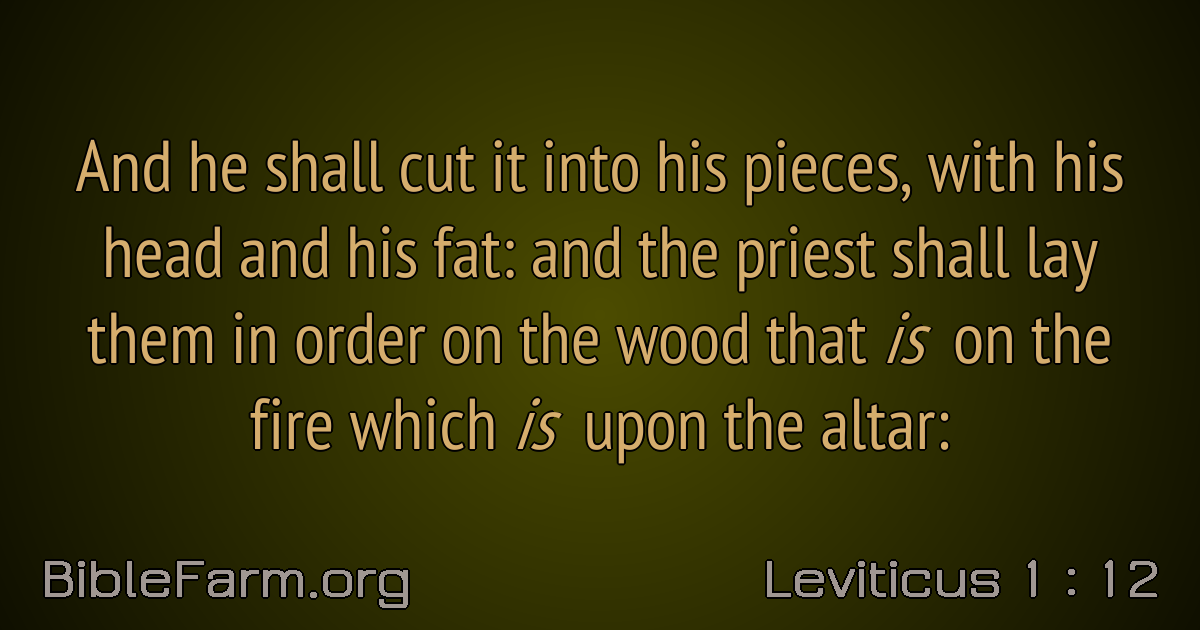 And he shall cut it into his pieces, with his
head and his fat: and the priest shall lay
them in order on the wood that is on the
fire which is upon the altar:
BibleFarm.org
Leviticus 1 : 12